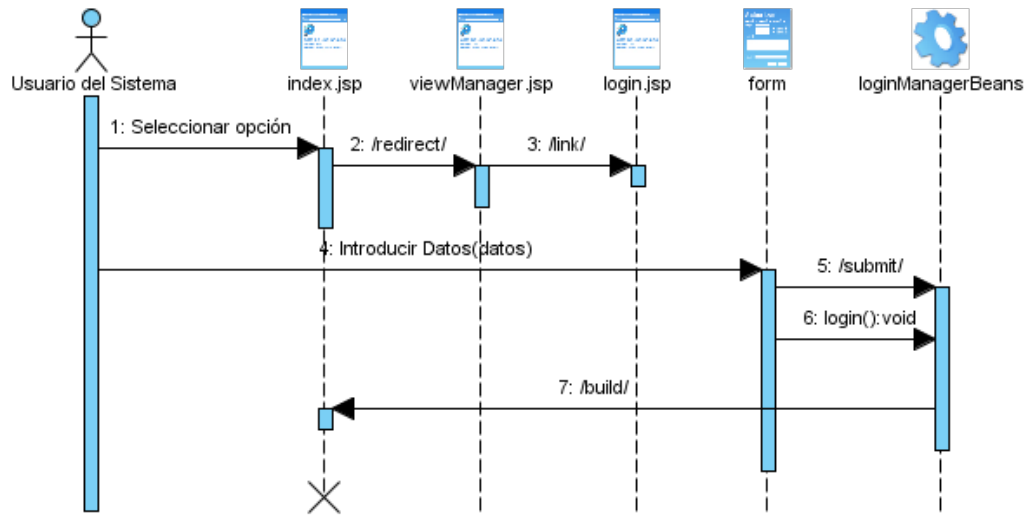 Usuario del Sistema
index.jsp
viewManager.jsp
login.jsp
form
loginManagerBeans
1: Seleccionar opción
2: /redirect/
3: /link/
4: Introducir Datos(datos)
5: /submit/
6: login():void
7: /build/